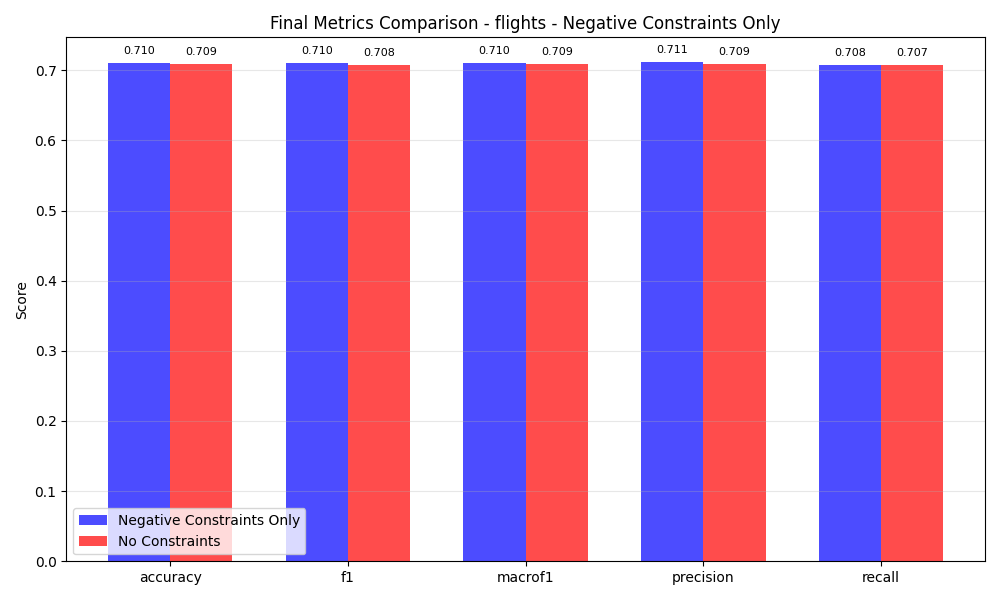 Final Metrics Comparison - flights - Negative Constraints Only
0.710 0.709 0.710 0.708 0.710 0.709 0.711 0.709 0.708 0.707
0.7
0.6
0.5
0.4
0.3
0.2
0.1
0.0
Score
Negative Constraints Only
No Constraints
accuracy f1 macrof1 precision recall